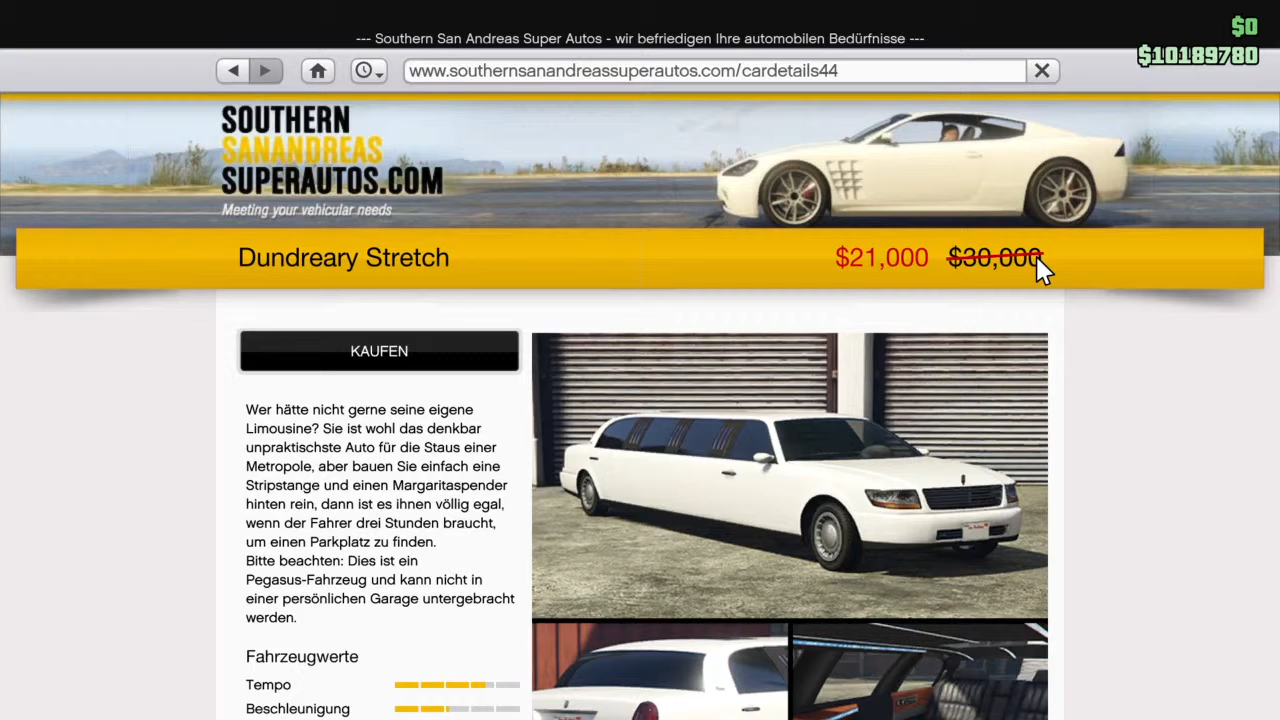 $0
--- Southern San Andreas Super Autos - wir befriedigen Ihre automobilen Bedürfnisse ---
$10189780
www.southernsanandreassuperautos.com/cardetails44
SOUTHERN
SANANDREAS
SUPERAUTOS.COM
Meeting your vehicular needs
Dundreary Stretch
$21,000 $30,000
KAUFEN
Wer hätte nicht gerne seine eigene
Limousine? Sie ist wohl das denkbar
unpraktischste Auto für die Staus einer
Metropole, aber bauen Sie einfach eine
Stripstange und einen Margaritaspender
hinten rein, dann ist es ihnen völlig egal,
wenn der Fahrer drei Stunden braucht,
um einen Parkplatz zu finden.
Bitte beachten: Dies ist ein
Pegasus-Fahrzeug und kann nicht in
einer persönlichen Garage untergebracht
werden.
Fahrzeugwerte
Tempo
Beschleunigung